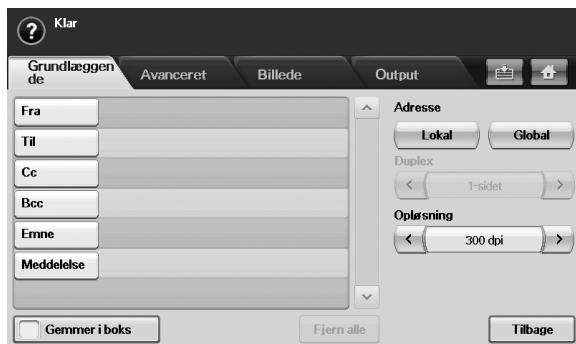 Klar
Grundlæggen
de
Avanceret
Billede
Output
Fra
Til
Cc
Bcc
Emne
Meddelelse
Adresse
Lokal
Global
Duplex
1-sidet
Opløsning
300 dpi
Gemmer i boks
Fjern alle
Tilbage